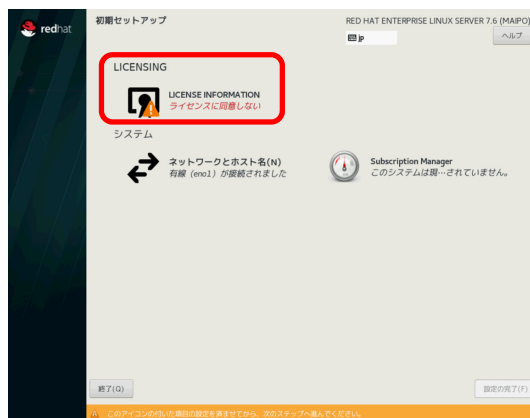 redhat
初期セットアップ
RED HAT ENTERPRISE LINUX SERVER 7.6 (MAIPO)
jp
ヘルプ
LICENSING
LICENSE INFORMATION
ライセンスに同意しない
システム
ネットワークとホスト名(N)
有線 (eno1) が接続されました
Subscription Manager
このシステムは現…されていません。
終了(Q)
設定の完了(F)
このアイコンの付いた項目の設定を済ませてから、次のステップへ進んでください。